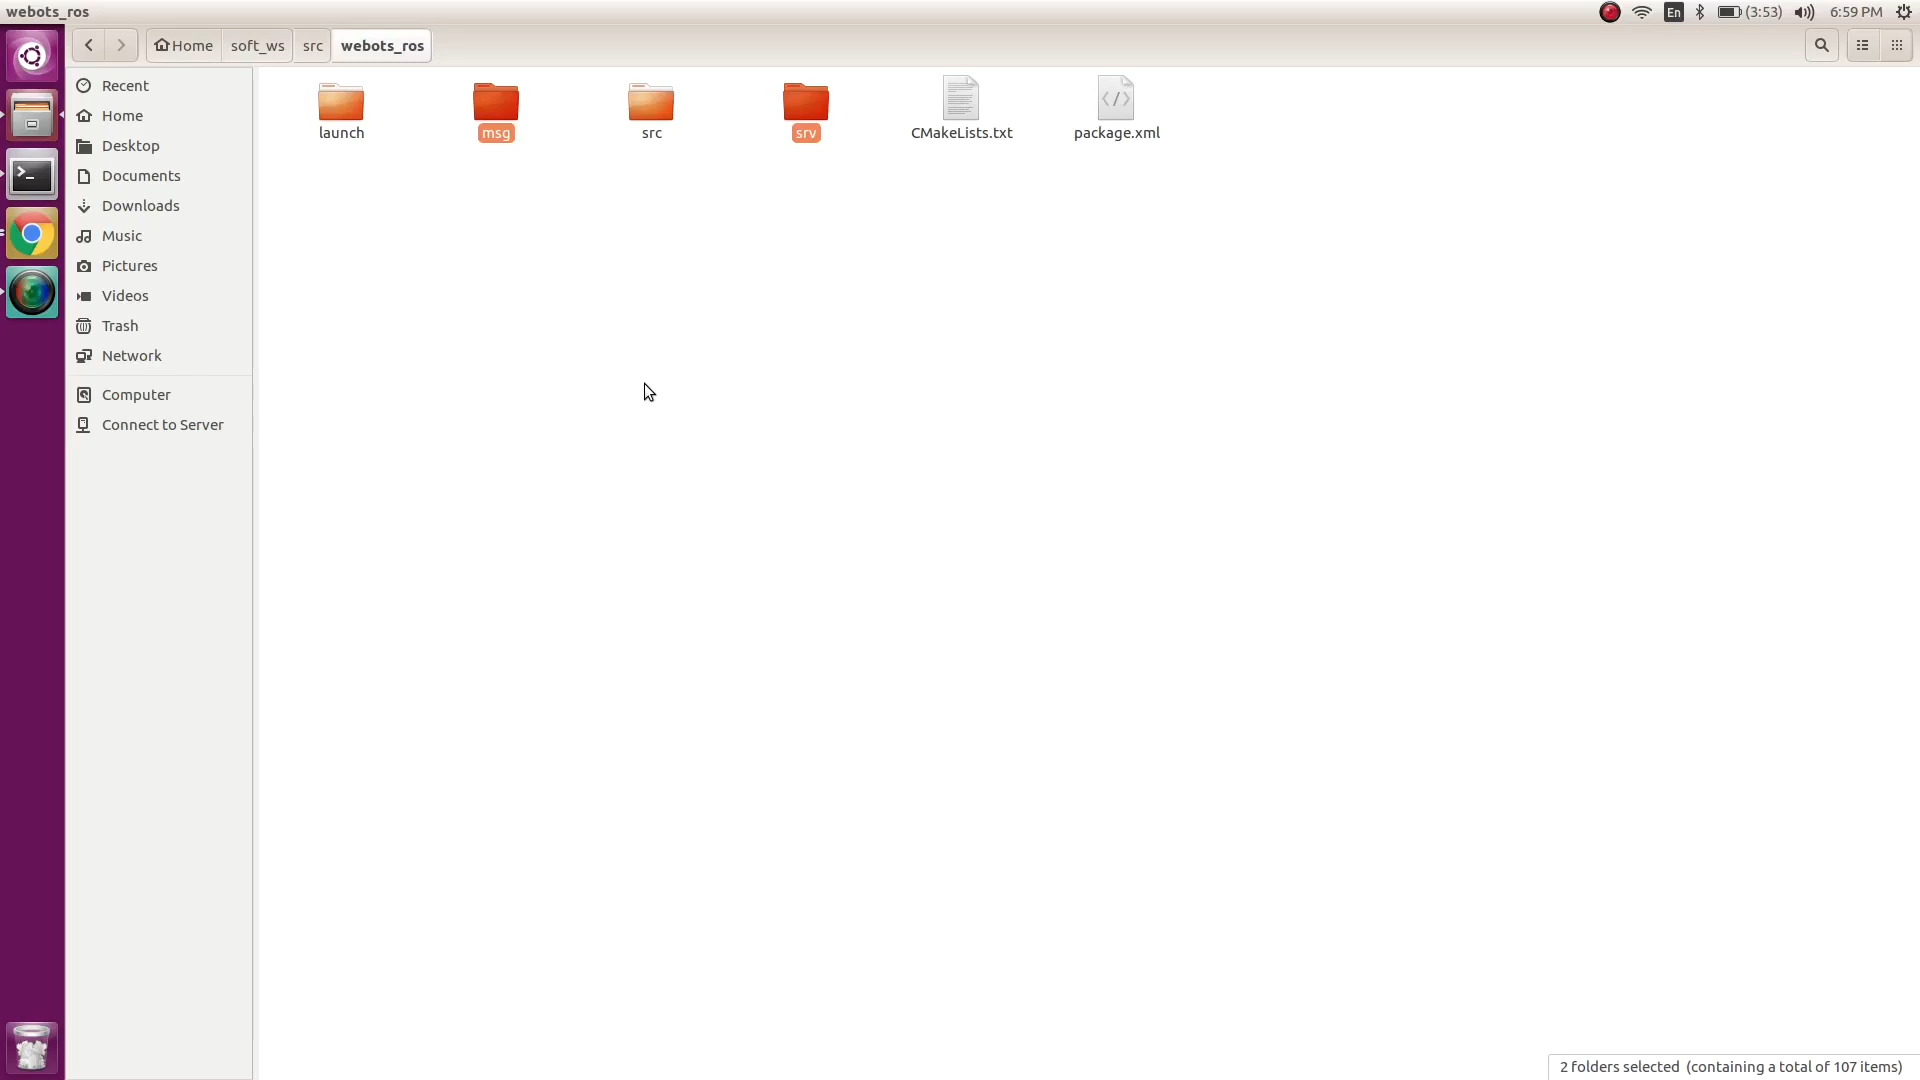 webots_ros
En (3:53) 6:59 PM
Home soft_ws src webots_ros
Recent
Home
Desktop
Documents
Downloads
Music
Pictures
Videos
Trash
Network
Computer
Connect to Server
launch msg src srv CMakeLists.txt package.xml
2 folders selected (containing a total of 107 items)